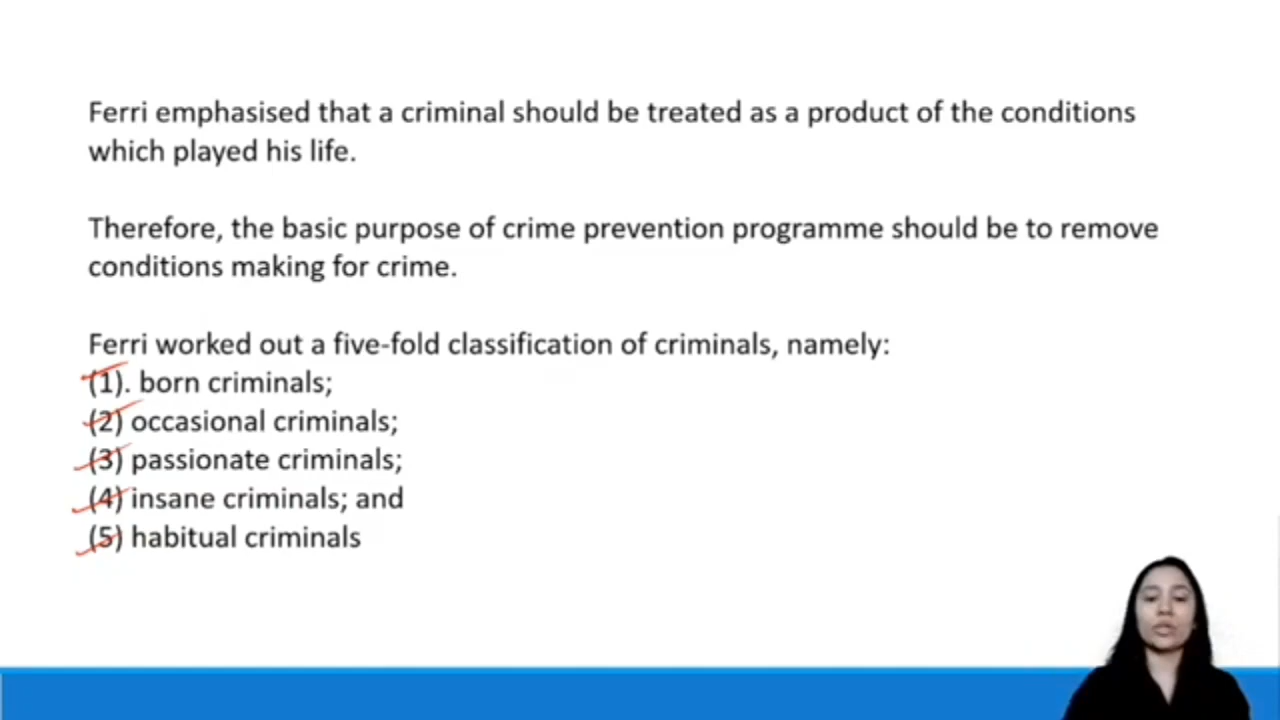 Ferri emphasised that a criminal should be treated as a product of the conditions
which played his life.
Therefore, the basic purpose of crime prevention programme should be to remove
conditions making for crime.
Ferri worked out a five-fold classification of criminals, namely:
(1). born criminals;
(2) occasional criminals;
(3) passionate criminals;
(4) insane criminals; and
(5) habitual criminals